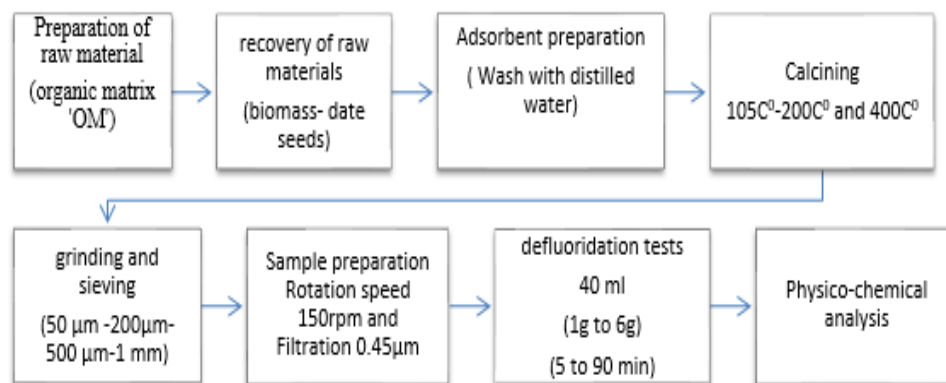 Preparation of
raw material
(organic matrix
'OM')
recovery of raw
materials
(biomass- date
seeds)
Adsorbent preparation
( Wash with distilled
water)
Calcining
105C⁰-200C⁰ and 400C⁰
grinding and
sieving
(50 µm -200µm-
500 µm-1 mm)
Sample preparation
Rotation speed
150rpm and
Filtration 0.45µm
defluoridation tests
40 ml
(1g to 6g)
(5 to 90 min)
Physico-chemical
analysis